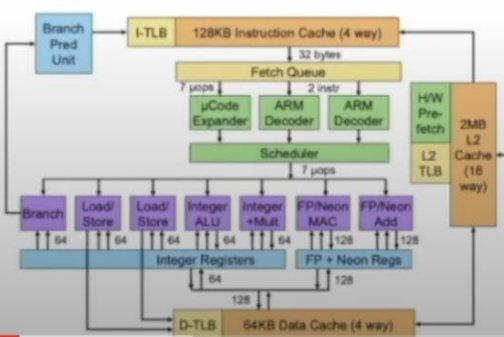 Branch
Pred
Unit
I-TLB
128KB Instruction Cache (4 way)
32 bytes
Fetch Queue
7 μops
2 instr
μCode
Expander
ARM
Decoder
ARM
Decoder
H/W
Pre-
fetch
L2
TLB
2MB
L2
Cache
(16
way)
Scheduler
7 μops
Branch
Load/
Store
Load/
Store
Integer
ALU
Integer
+Mult
FP/Neon
MAC
FP/Neon
Add
64
64
64
64
64
128
128
Integer Registers
FP + Neon Regs
64
128
128
D-TLB
64KB Data Cache (4 way)